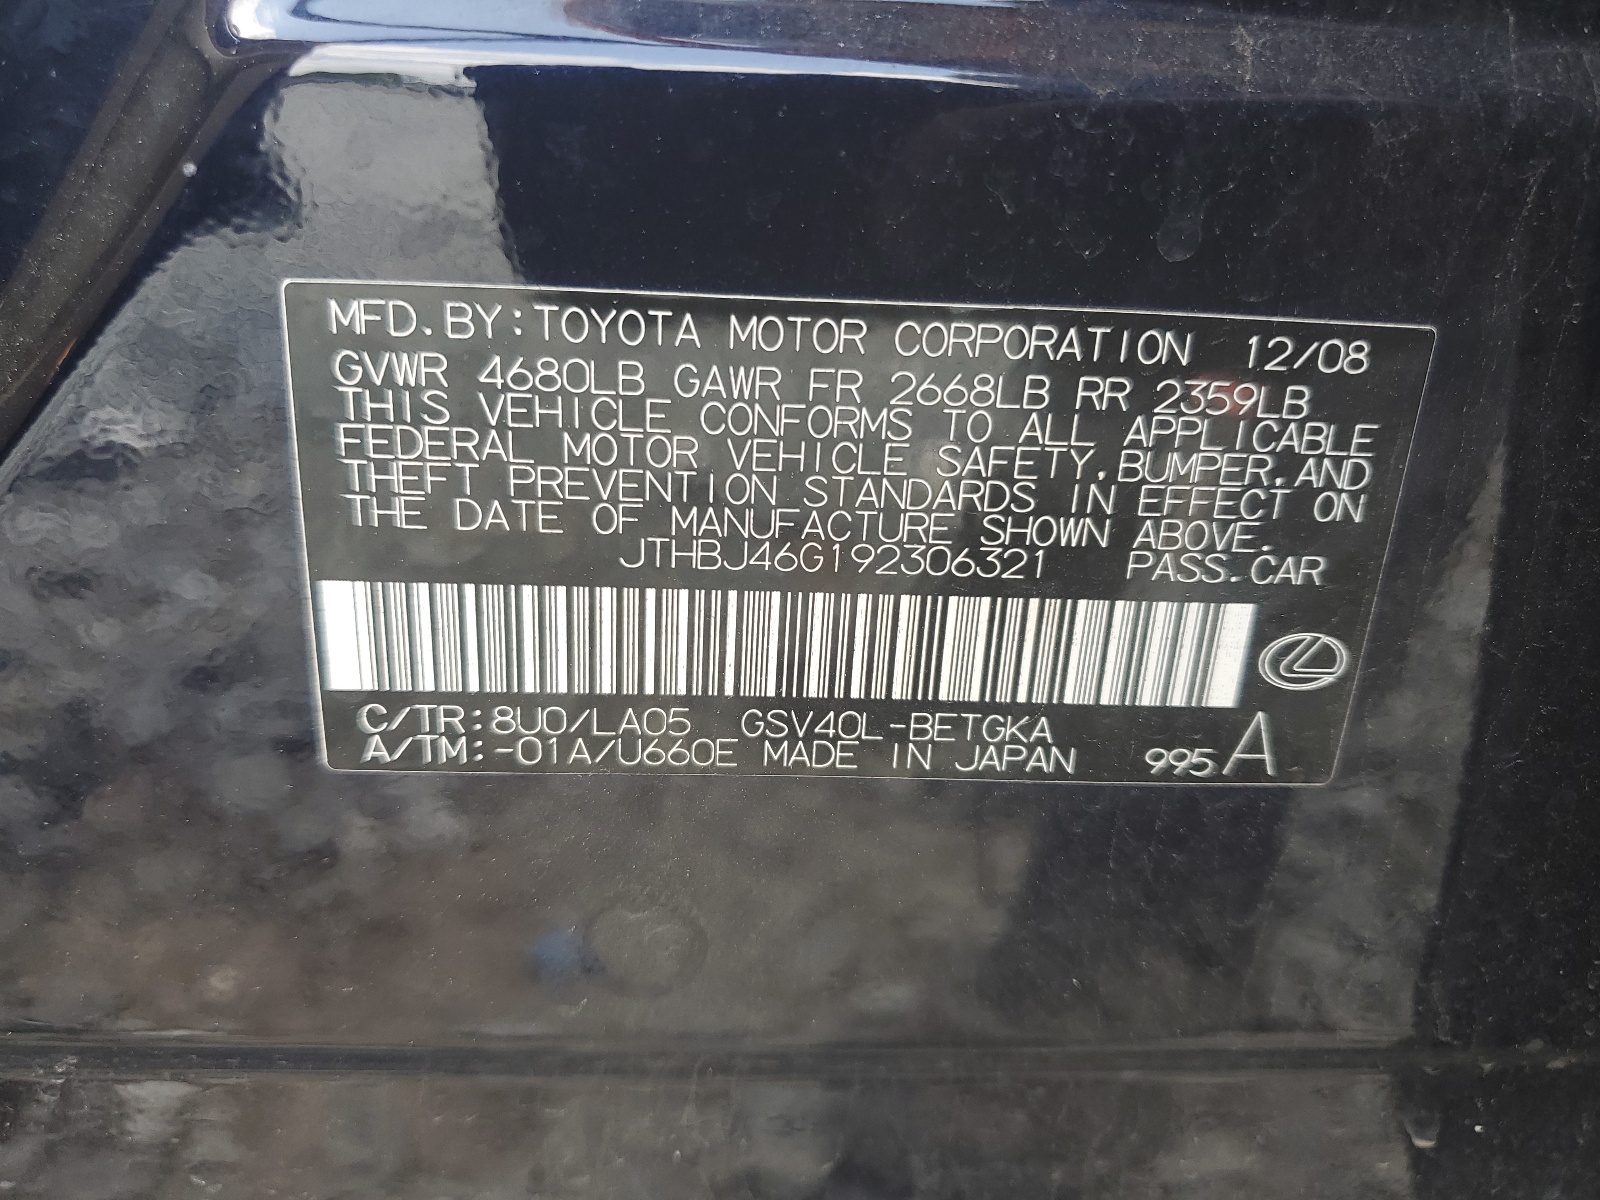 MFD. BY: TOYOTA MOTOR CORPORATION 12/08
GVWR 4680LB GAWR FR 2668LB RR 2359LB
THIS VEHICLE CONFORMS TO ALL APPLICABLE
FEDERAL MOTOR VEHICLE SAFETY, BUMPER, AND
THEFT PREVENTION STANDARDS IN EFFECT ON
THE DATE OF MANUFACTURE SHOWN ABOVE.
JTHBJ46G192306321 PASS. CAR
C/TR: 8U0/LA05 GSV40L-BETGKA
A/TM: -01A/U660E MADE IN JAPAN 995 A